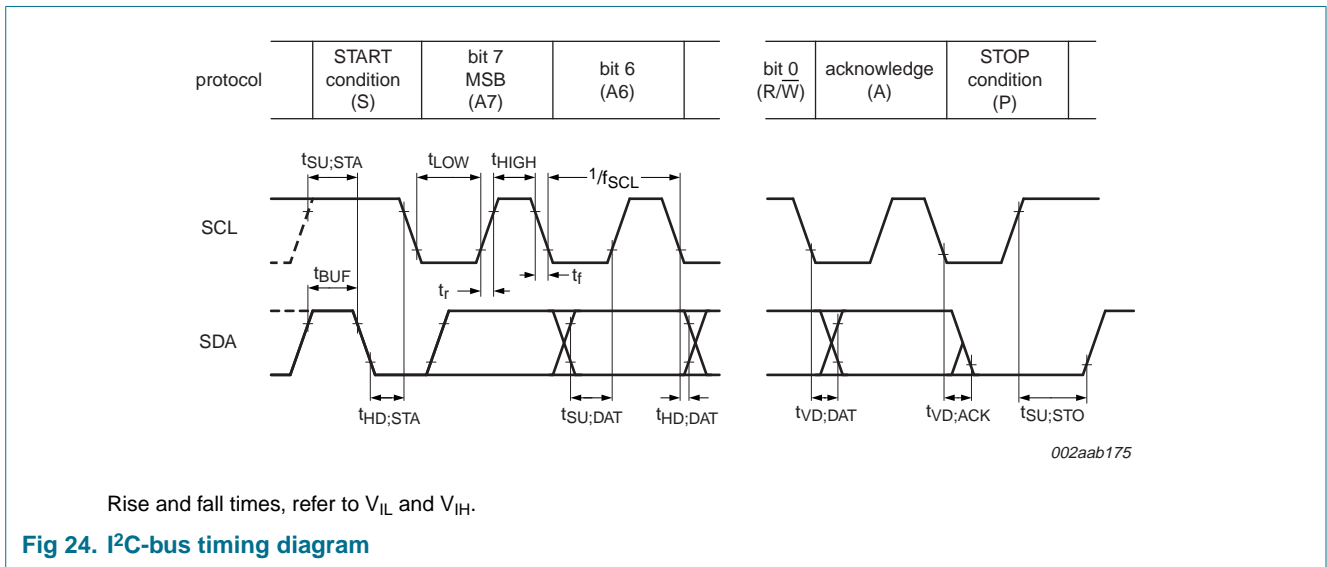 protocol
START
condition
(S)
bit 7
MSB
(A7)
bit 6
(A6)
bit 0
(R/W̅)
acknowledge
(A)
STOP
condition
(P)
tSU;STA
tLOW
tHIGH
1/fSCL
SCL
tBUF
tr
tf
SDA
tHD;STA
tSU;DAT
tHD;DAT
tVD;DAT
tVD;ACK
tSU;STO
002aab175
Rise and fall times, refer to VIL and VIH.
Fig 24. I2C-bus timing diagram